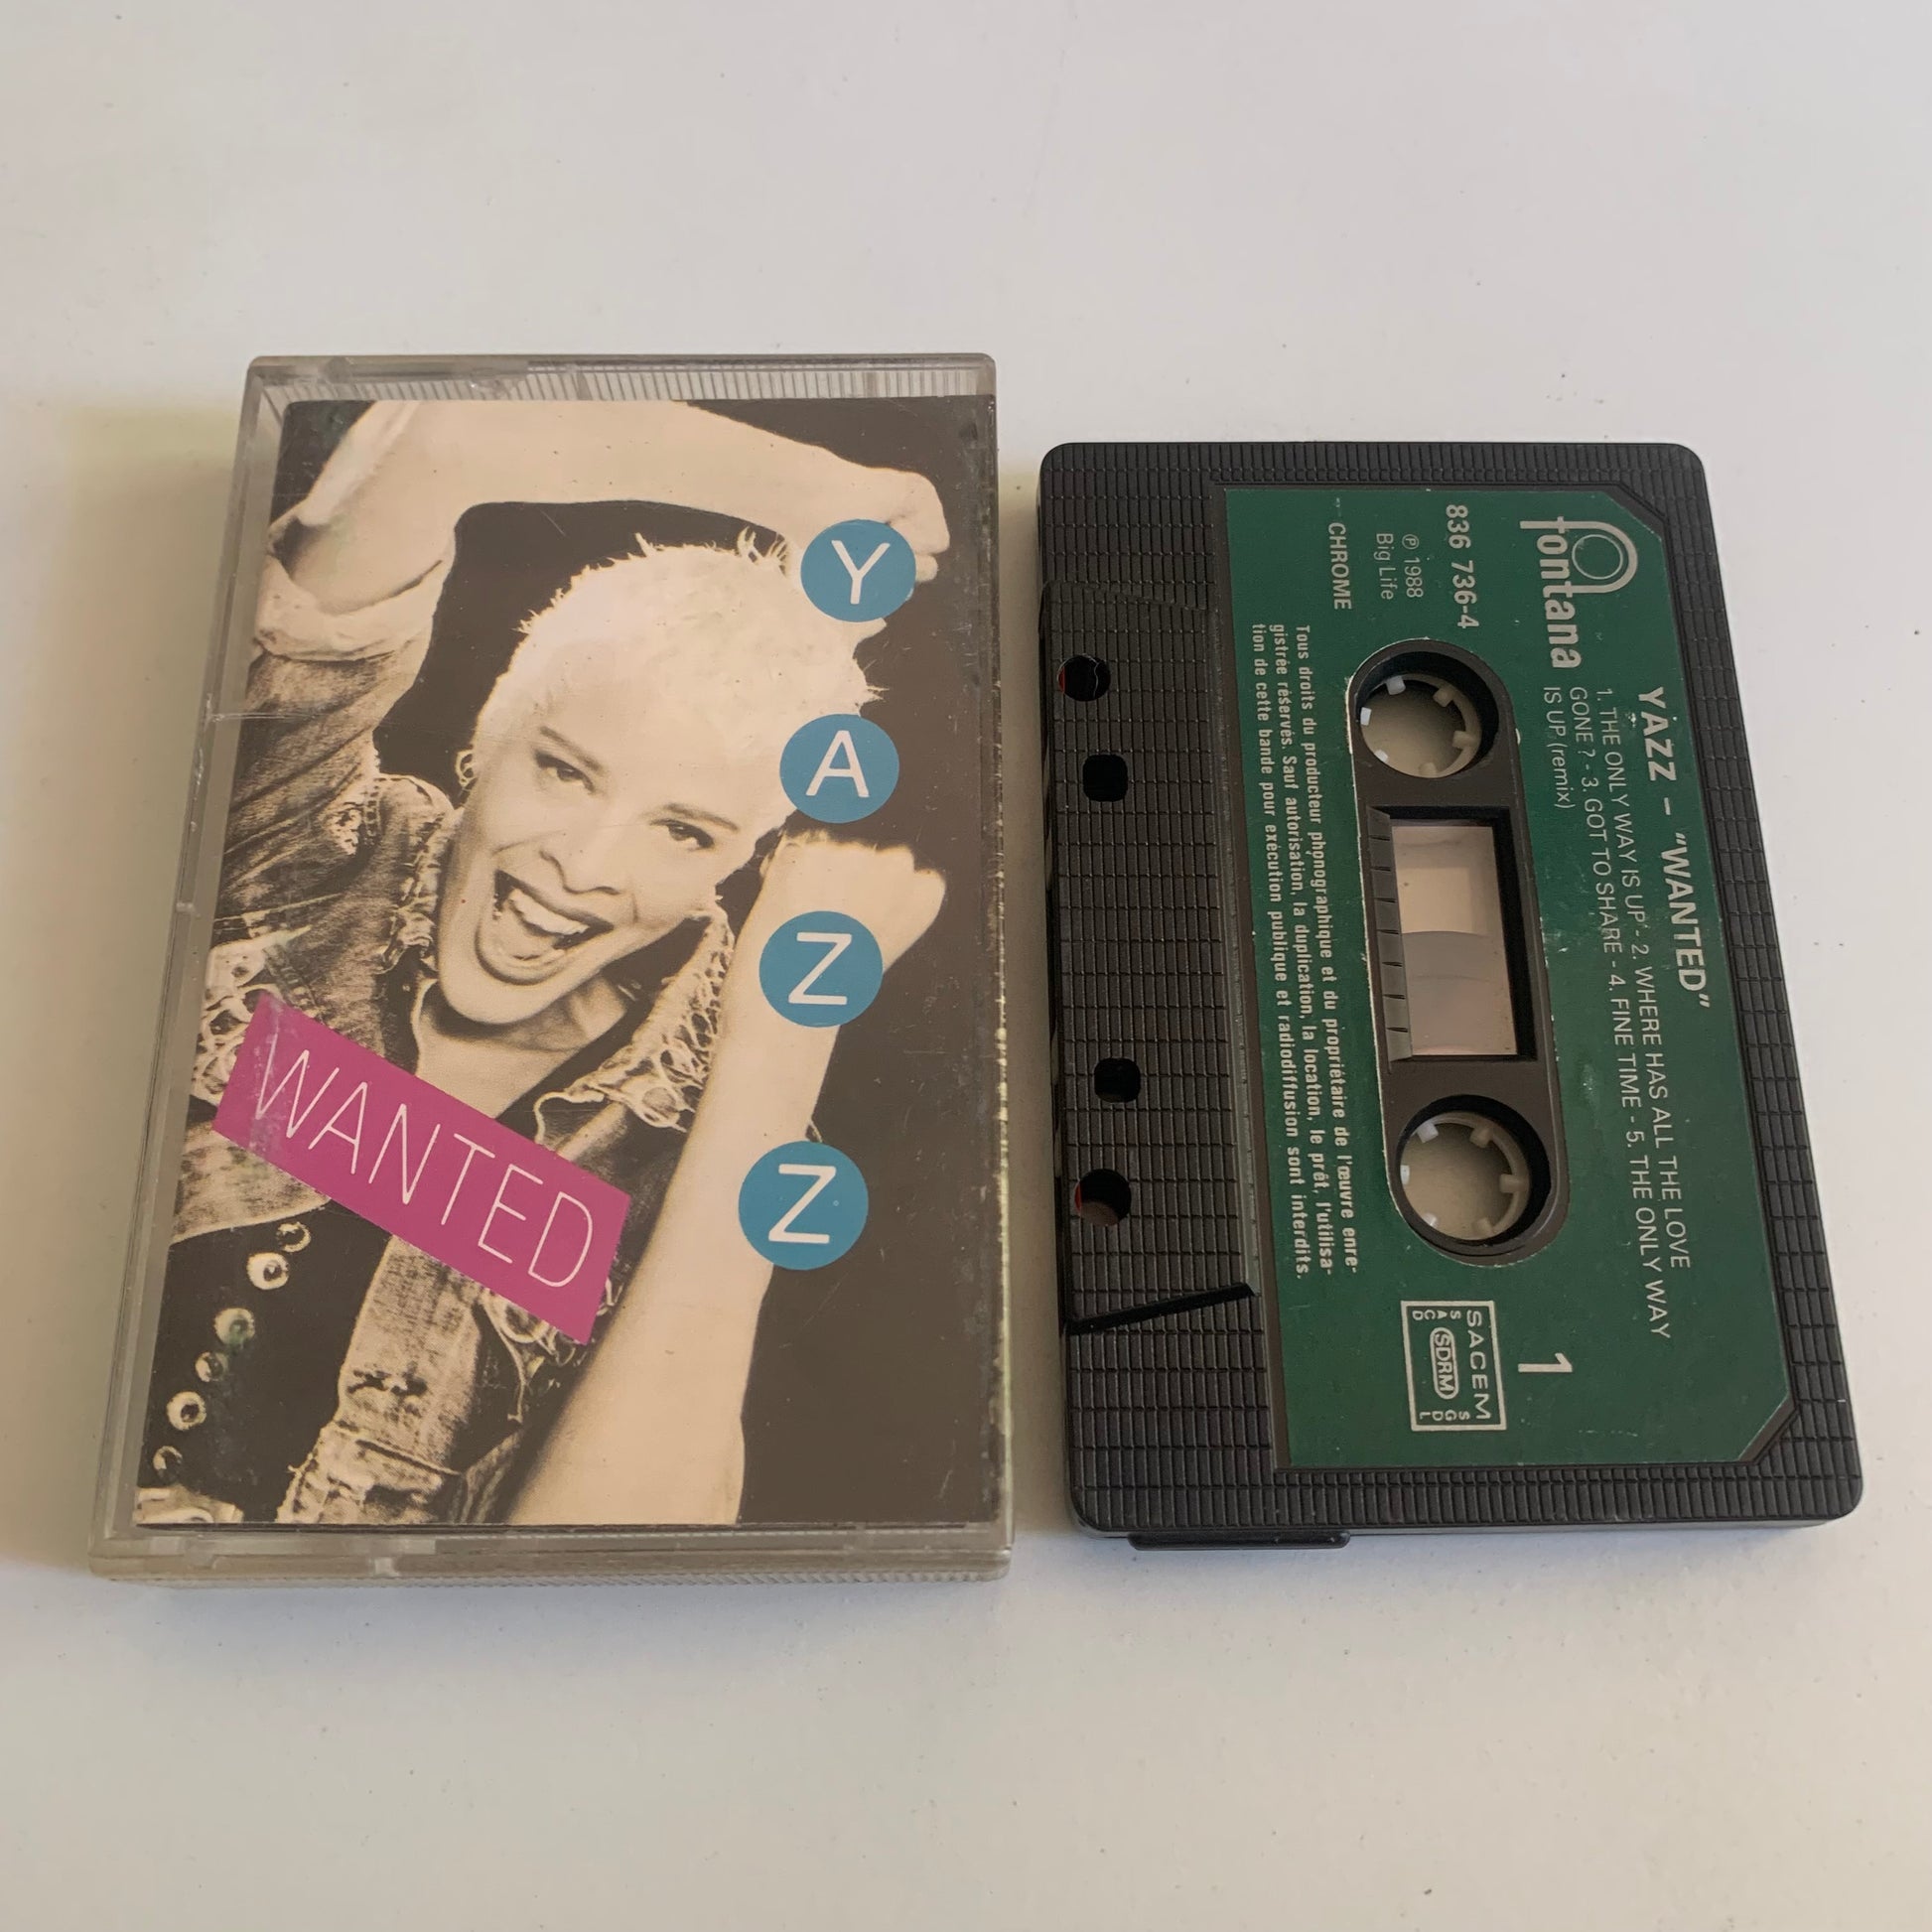 Y
A
Z
Z
WANTED
fontana
836 736-4
℗ 1988
Big Life
CHROME
YAZZ – "WANTED"
1. THE ONLY WAY IS UP - 2. WHERE HAS ALL THE LOVE
GONE ? - 3. GOT TO SHARE - 4. FINE TIME - 5. THE ONLY WAY
IS UP (remix)
1
SACEM
SDRM
Tous droits du producteur phonographique et du propriétaire de l'œuvre enre-
gistrée réservés. Sauf autorisation, la duplication, la location, le prêt, l'utilisa-
tion de cette bande pour exécution publique et radiodiffusion sont interdits.